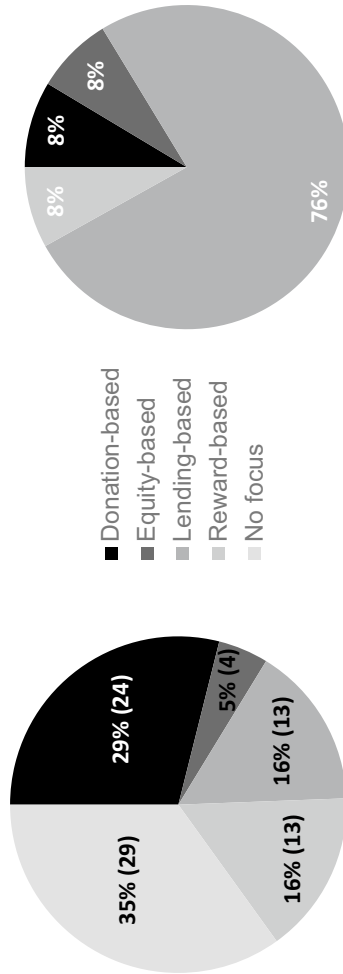 35% (29)
29% (24)
5% (4)
16% (13)
16% (13)
Donation-based
Equity-based
Lending-based
Reward-based
No focus
8%
8%
8%
76%